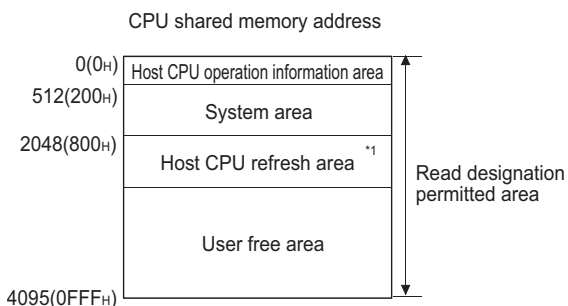 CPU shared memory address
0(0H)
Host CPU operation information area
512(200H)
System area
2048(800H)
Host CPU refresh area *1
Read designation
permitted area
User free area
4095(0FFFH)